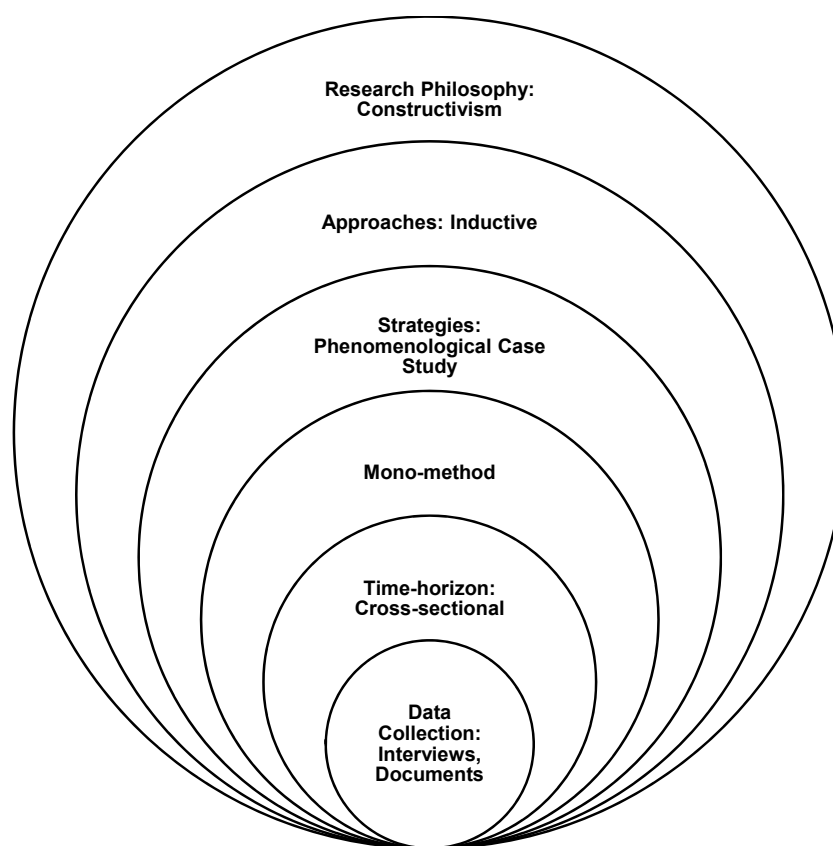 Research Philosophy:
Constructivism
Approaches: Inductive
Strategies:
Phenomenological Case
Study
Mono-method
Time-horizon:
Cross-sectional
Data
Collection:
Interviews,
Documents